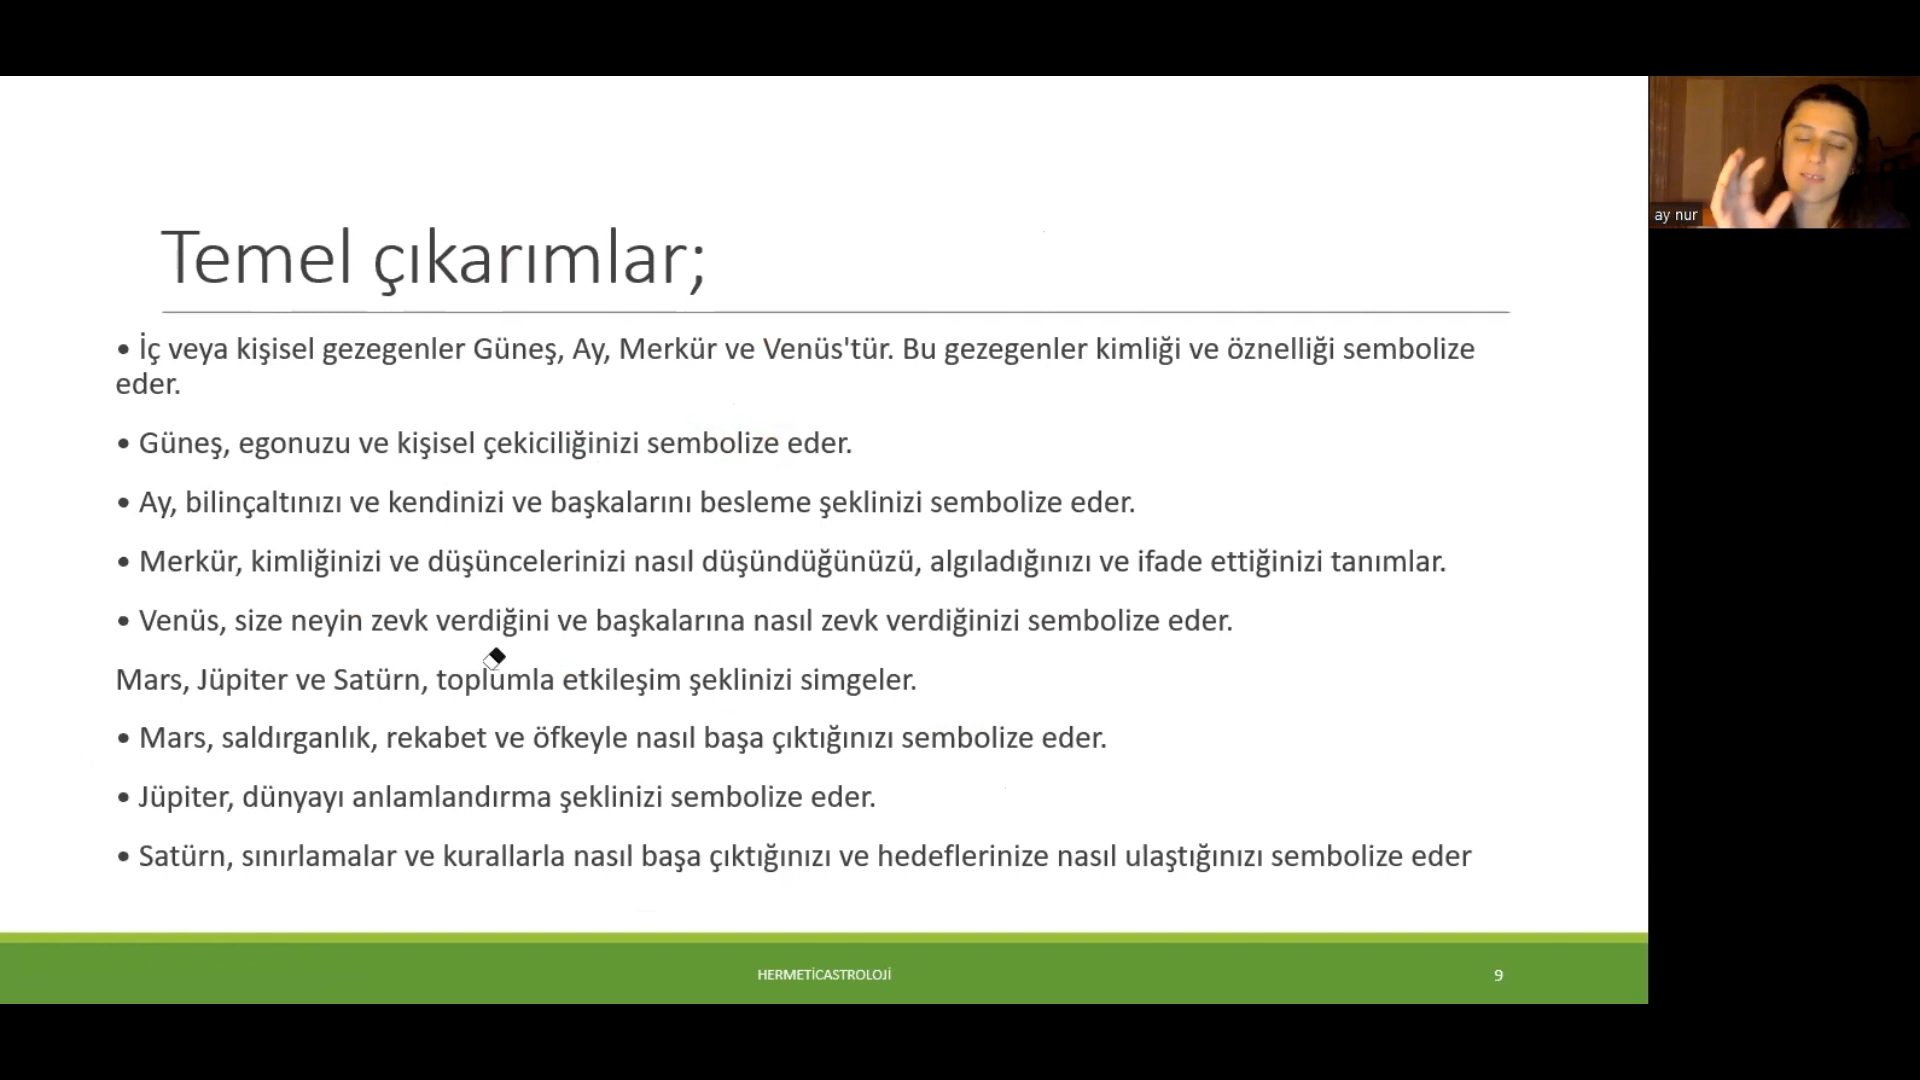 Temel çıkarımlar;
• İç veya kişisel gezegenler Güneş, Ay, Merkür ve Venüs'tür. Bu gezegenler kimliği ve öznelliği sembolize
eder.
• Güneş, egonuzu ve kişisel çekiciliğinizi sembolize eder.
• Ay, bilinçaltınızı ve kendinizi ve başkalarını besleme şeklinizi sembolize eder.
• Merkür, kimliğinizi ve düşüncelerinizi nasıl düşündüğünüzü, algıladığınızı ve ifade ettiğinizi tanımlar.
• Venüs, size neyin zevk verdiğini ve başkalarına nasıl zevk verdiğinizi sembolize eder.
Mars, Jüpiter ve Satürn, toplumla etkileşim şeklinizi simgeler.
• Mars, saldırganlık, rekabet ve öfkeyle nasıl başa çıktığınızı sembolize eder.
• Jüpiter, dünyayı anlamlandırma şeklinizi sembolize eder.
• Satürn, sınırlamalar ve kurallarla nasıl başa çıktığınızı ve hedeflerinize nasıl ulaştığınızı sembolize eder
HERMETİCASTROLOJİ
9
ay nur